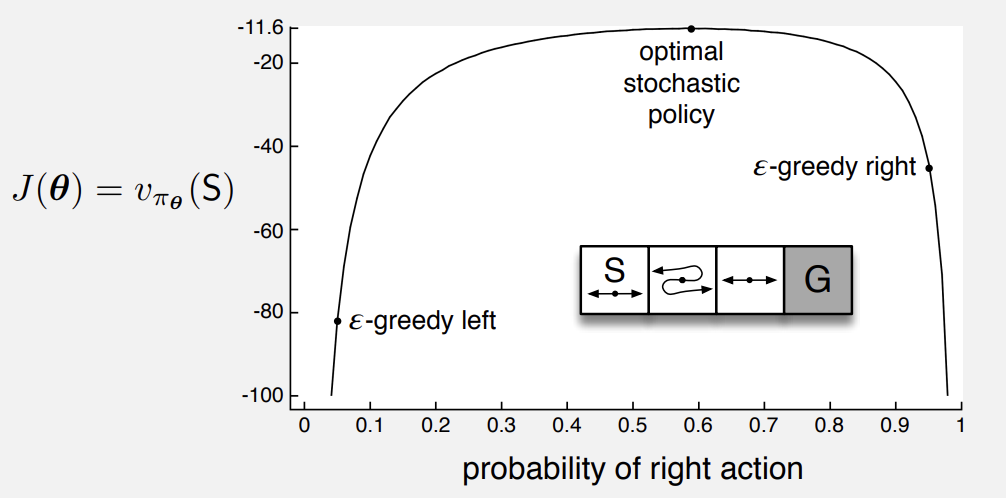 J(θ) = v_{π_θ}(S)
-11.6
-20
-40
-60
-80
-100
optimal
stochastic
policy
ε-greedy right
S
G
ε-greedy left
0 0.1 0.2 0.3 0.4 0.5 0.6 0.7 0.8 0.9 1
probability of right action